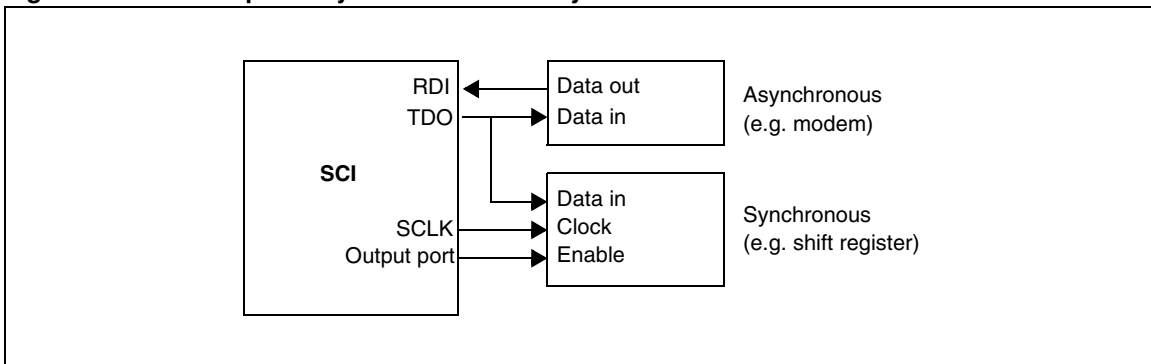 RDI
TDO
SCI
SCLK
Output port
Data out
Data in
Asynchronous
(e.g. modem)
Data in
Clock
Enable
Synchronous
(e.g. shift register)